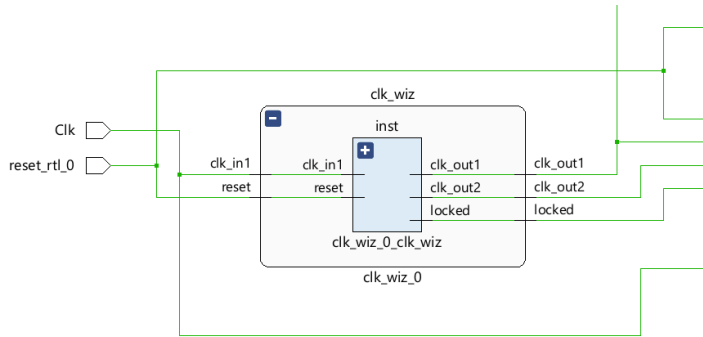 clk_wiz
inst
Clk
reset_rtl_0
clk_in1
clk_in1
clk_out1
clk_out1
reset
reset
clk_out2
clk_out2
locked
locked
clk_wiz_0_clk_wiz
clk_wiz_0